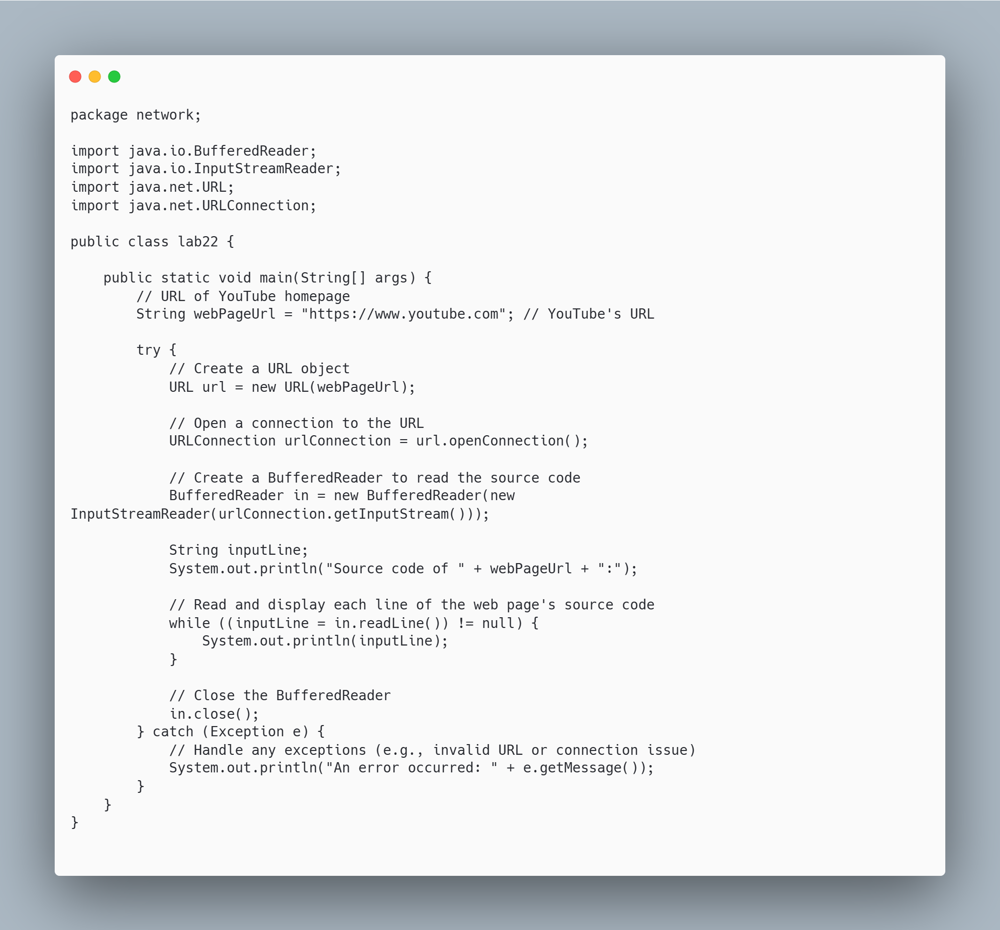 package network;

import java.io.BufferedReader;
import java.io.InputStreamReader;
import java.net.URL;
import java.net.URLConnection;

public class lab22 {

    public static void main(String[] args) {
        // URL of YouTube homepage
        String webPageUrl = "https://www.youtube.com"; // YouTube's URL

        try {
            // Create a URL object
            URL url = new URL(webPageUrl);

            // Open a connection to the URL
            URLConnection urlConnection = url.openConnection();

            // Create a BufferedReader to read the source code
            BufferedReader in = new BufferedReader(new
InputStreamReader(urlConnection.getInputStream()));

            String inputLine;
            System.out.println("Source code of " + webPageUrl + ":");

            // Read and display each line of the web page's source code
            while ((inputLine = in.readLine()) != null) {
                System.out.println(inputLine);
            }

            // Close the BufferedReader
            in.close();
        } catch (Exception e) {
            // Handle any exceptions (e.g., invalid URL or connection issue)
            System.out.println("An error occurred: " + e.getMessage());
        }
    }
}